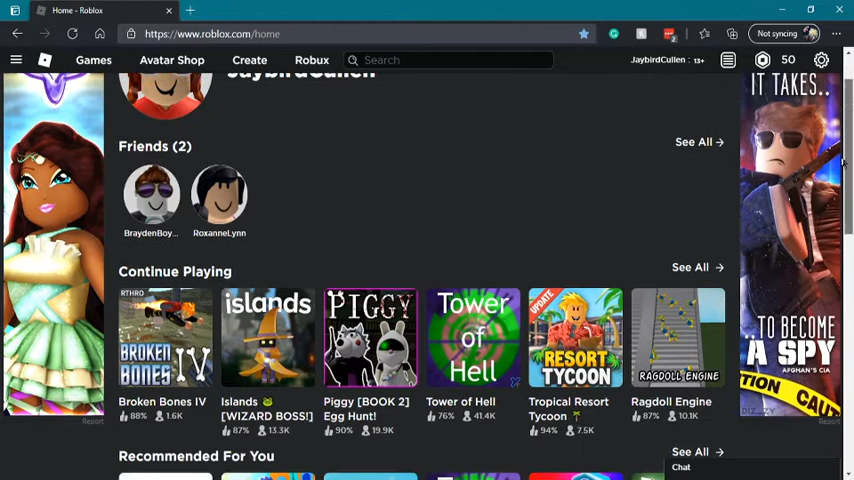 Home - Roblox
https://www.roblox.com/home
2
Not syncing
Games
Avatar Shop
Create
Robux
Search
JaybirdCullen : 13+
50
JaybirdCullen
Friends (2)
See All →
BraydenBoy...
RoxanneLynn
Continue Playing
See All →
RTHRO
BROKEN
BONES IV
islands
PIGGY
Tower
of
Hell
UPDATE
RESORT
TYCOON
RAGDOLL ENGINE
Broken Bones IV
88% 1.6K
Islands
[WIZARD BOSS!]
87% 13.3K
Piggy [BOOK 2]
Egg Hunt!
90% 19.9K
Tower of Hell
76% 41.4K
Tropical Resort
Tycoon
94% 7.5K
Ragdoll Engine
87% 10.1K
Recommended For You
See All →
Chat
Report
IT TAKES..
..TO BECOME
A SPY
AFGHAN'S CIA
CAUT
DIZ_ZY
Report